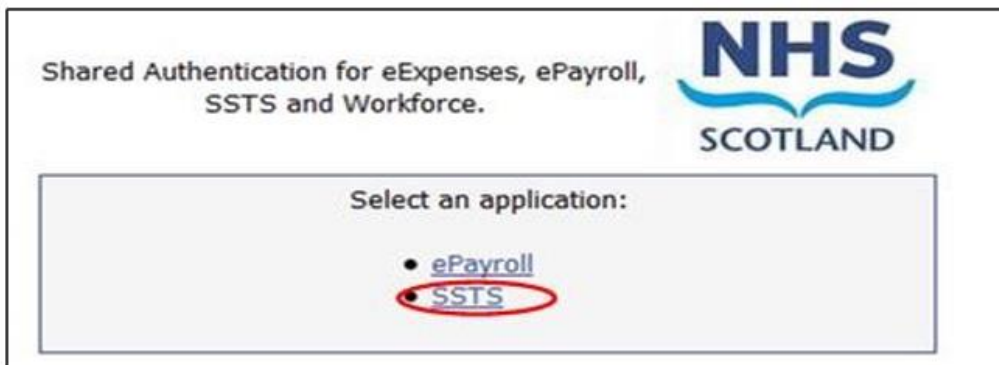 Shared Authentication for eExpenses, ePayroll,
SSTS and Workforce.
NHS
SCOTLAND
Select an application:
• ePayroll
• SSTS